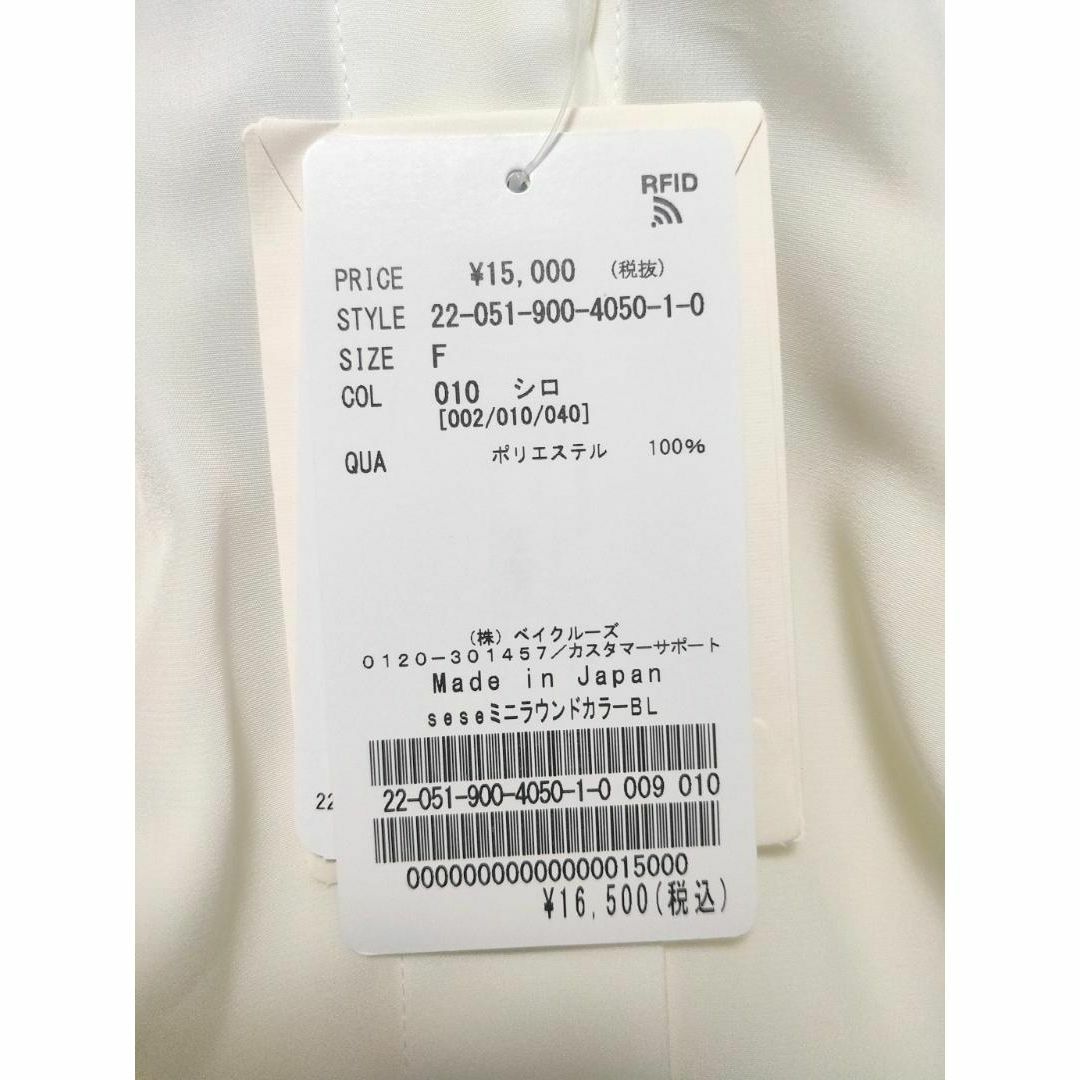 RFID
PRICE ¥15,000 (税抜)
STYLE 22-051-900-4050-1-0
SIZE F
COL 010 シロ
[002/010/040]
QUA ポリエステル 100%
(株) ベイクルーズ
0120-301457/カスタマーサポート
Made in Japan
seseミニラウンドカラーBL
22-051-900-4050-1-0 009 010
22
00000000000000015000
¥16,500(税込)